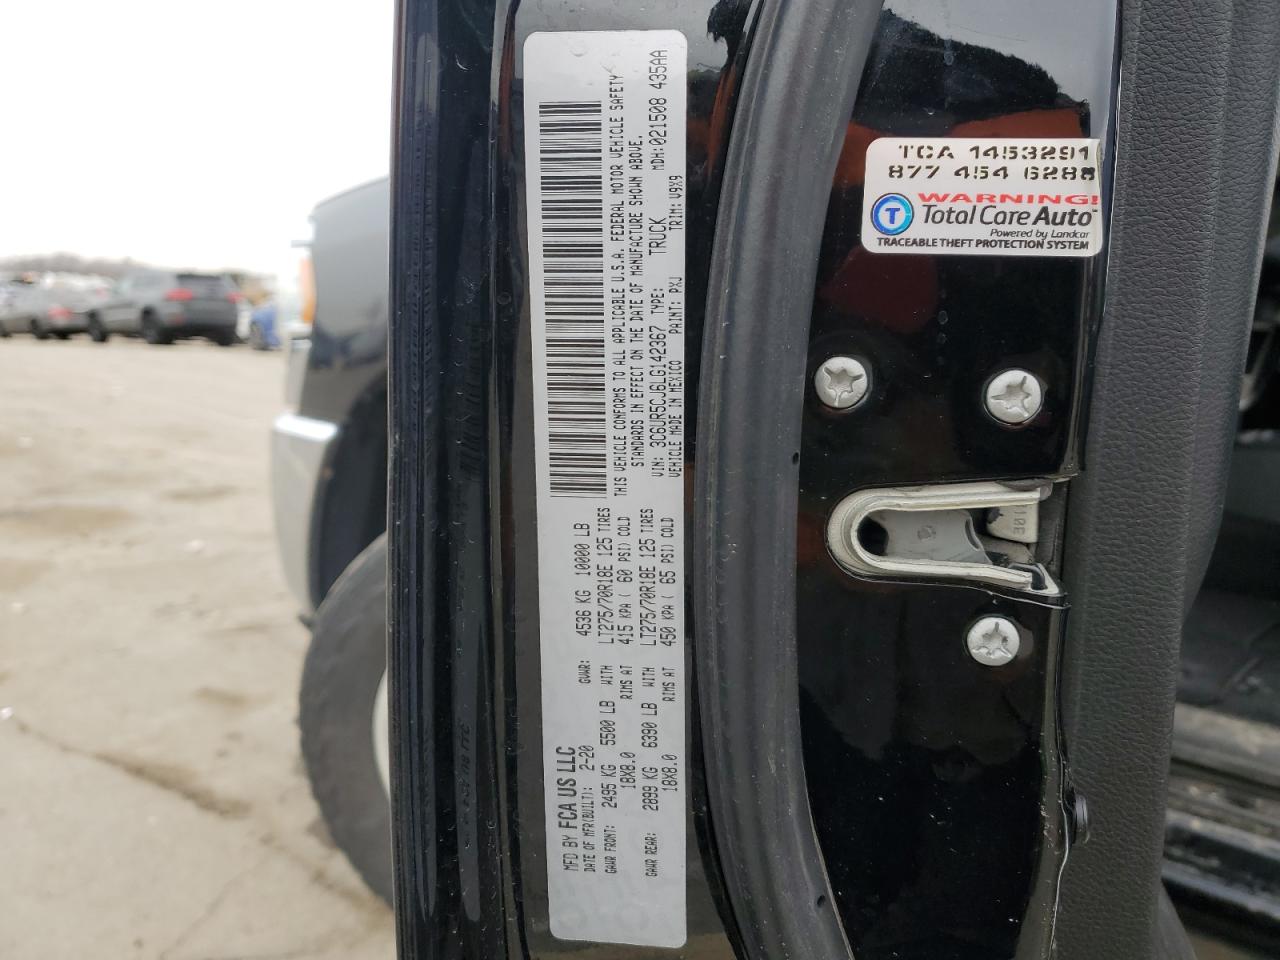 MFD BY FCA US LLC
DATE OF MFR(BUILT): 2-20 GVWR: 4536 KG 10000 LB
GAWR FRONT: 2495 KG 5500 LB WITH LT275/70R18E 125 TIRES
18X8.0 RIMS AT 415 KPA ( 60 PSI) COLD
GAWR REAR: 2899 KG 6390 LB WITH LT275/70R18E 125 TIRES
18X8.0 RIMS AT 450 KPA ( 65 PSI) COLD
THIS VEHICLE CONFORMS TO ALL APPLICABLE U.S.A. FEDERAL MOTOR VEHICLE SAFETY
STANDARDS IN EFFECT ON THE DATE OF MANUFACTURE SHOWN ABOVE.
VIN: 3C6UR5CJ6LG142367 TYPE: TRUCK MDH:021508 435AA
VEHICLE MADE IN MEXICO PAINT: PXJ TRIM: V9X9
TCA 1453291
877 454 6288
WARNING!
T Total Care Auto™
Powered by Landcar
TRACEABLE THEFT PROTECTION SYSTEM